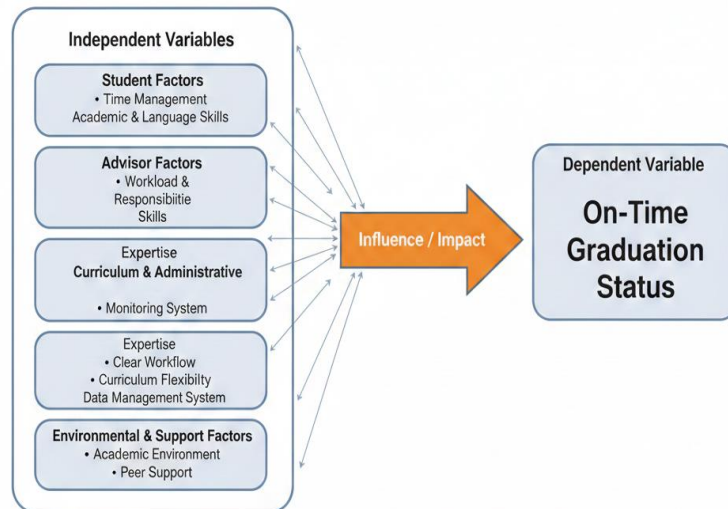 Independent Variables
Student Factors
• Time Management
Academic & Language Skills
Advisor Factors
• Workload &
Responsibiitie
Skills
Expertise
Curriculum & Administrative
• Monitoring System
Expertise
• Clear Workflow
• Curriculum Flexibilty
Data Management System
Environmental & Support Factors
• Academic Environment
• Peer Support
Influence / Impact
Dependent Variable
On-Time
Graduation
Status